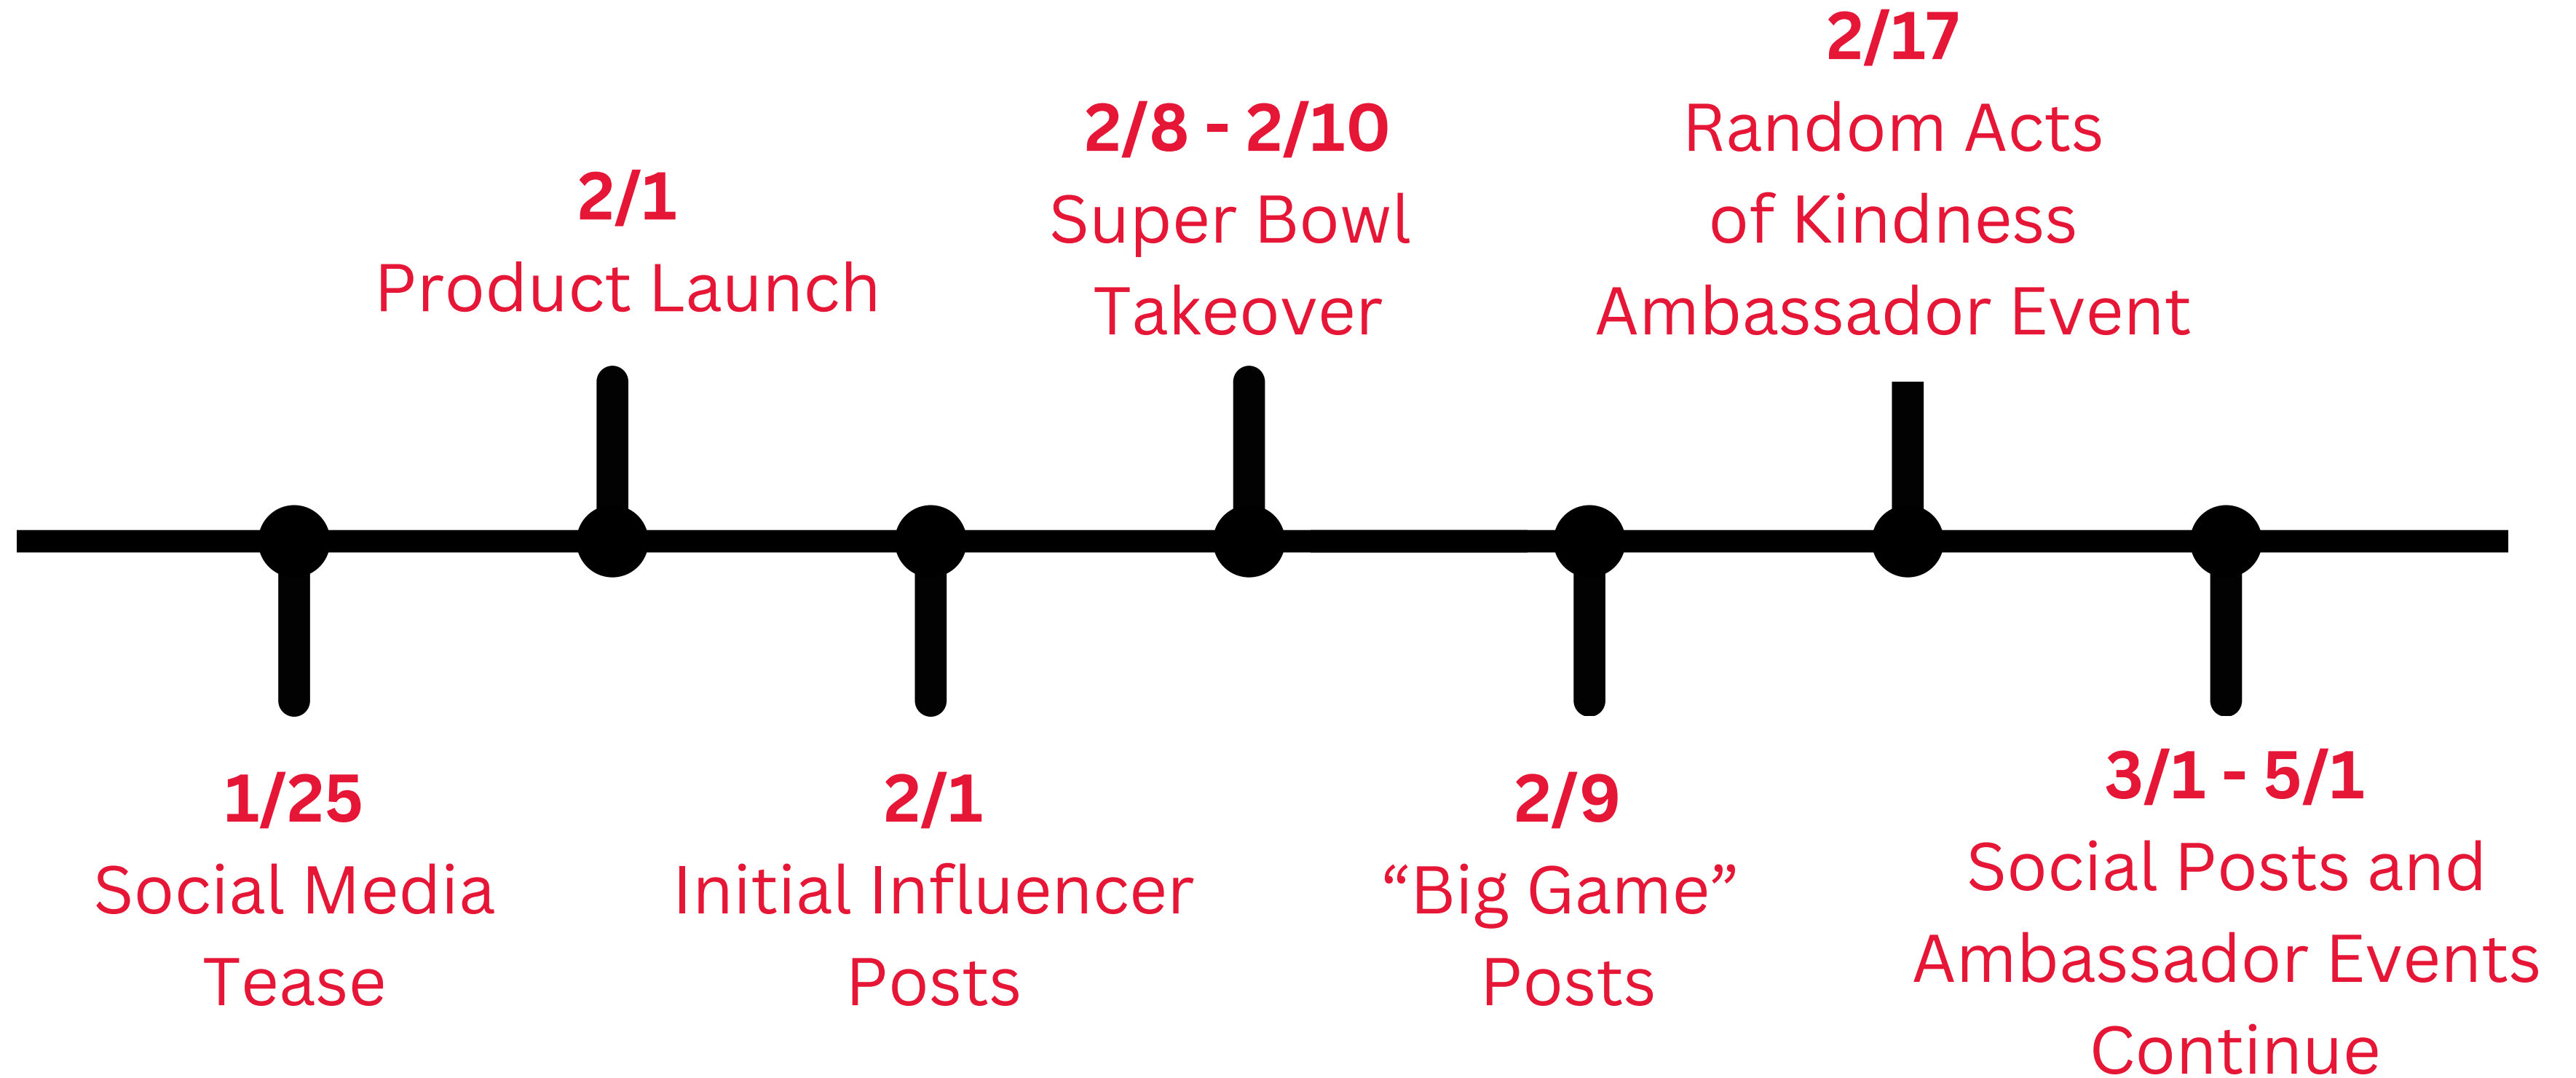 1/25
Social Media
Tease
2/1
Product Launch
2/1
Initial Influencer
Posts
2/8 - 2/10
Super Bowl
Takeover
2/9
“Big Game”
Posts
2/17
Random Acts
of Kindness
Ambassador Event
3/1 - 5/1
Social Posts and
Ambassador Events
Continue